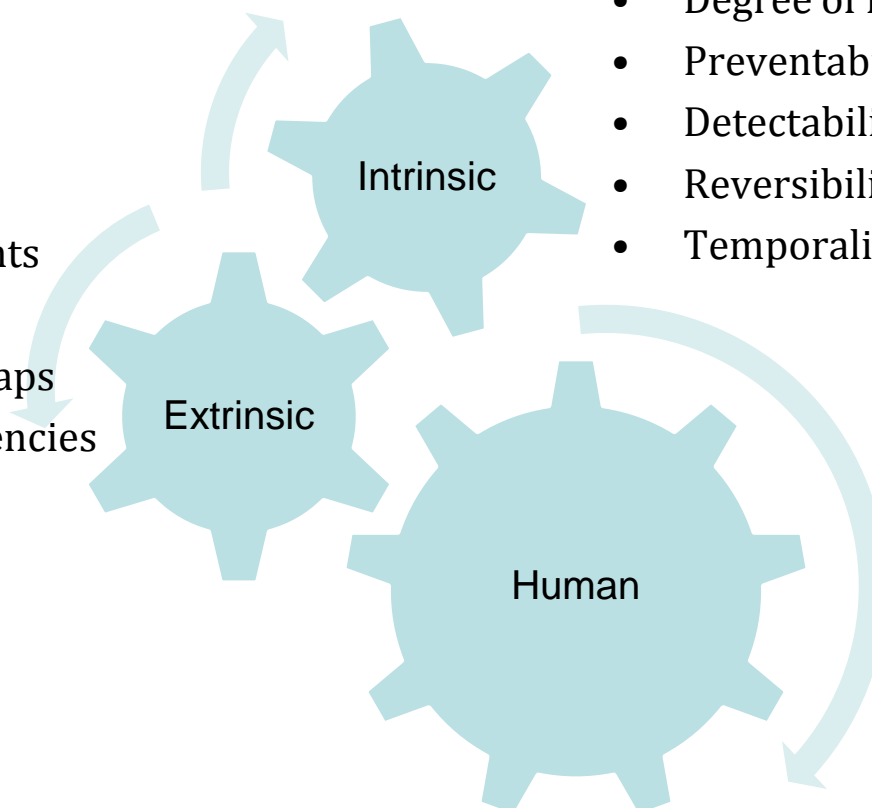 • Degree of
• Preventab
• Detectabili
• Reversibili
• Temporali
Intrinsic
nts
aps
encies
Extrinsic
Human